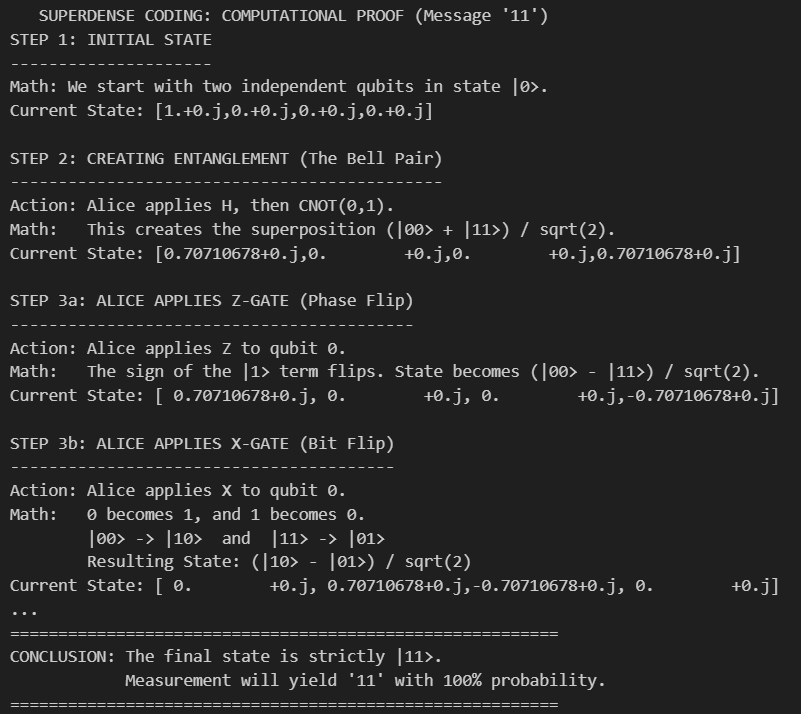 SUPERDENSE CODING: COMPUTATIONAL PROOF (Message '11')
STEP 1: INITIAL STATE
---------------------
Math: We start with two independent qubits in state |0>.
Current State: [1.+0.j,0.+0.j,0.+0.j,0.+0.j]
STEP 2: CREATING ENTANGLEMENT (The Bell Pair)
---------------------------------------------
Action: Alice applies H, then CNOT(0,1).
Math:   This creates the superposition (|00> + |11>) / sqrt(2).
Current State: [0.70710678+0.j,0.        +0.j,0.        +0.j,0.70710678+0.j]
STEP 3a: ALICE APPLIES Z-GATE (Phase Flip)
------------------------------------------
Action: Alice applies Z to qubit 0.
Math:   The sign of the |1> term flips. State becomes (|00> - |11>) / sqrt(2).
Current State: [ 0.70710678+0.j, 0.        +0.j, 0.        +0.j,-0.70710678+0.j]
STEP 3b: ALICE APPLIES X-GATE (Bit Flip)
----------------------------------------
Action: Alice applies X to qubit 0.
Math:   0 becomes 1, and 1 becomes 0.
        |00> -> |10>  and  |11> -> |01>
        Resulting State: (|10> - |01>) / sqrt(2)
Current State: [ 0.        +0.j, 0.70710678+0.j,-0.70710678+0.j, 0.        +0.j]
...
=========================================================
CONCLUSION: The final state is strictly |11>.
            Measurement will yield '11' with 100% probability.
=========================================================